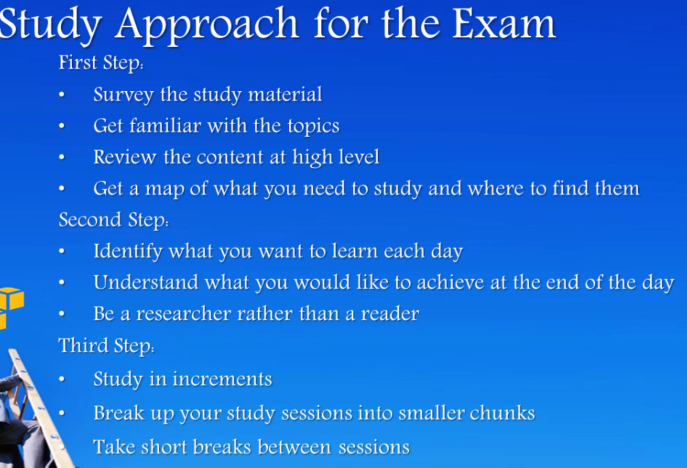 Study Approach for the Exam
First Step:
• Survey the study material
• Get familiar with the topics
• Review the content at high level
• Get a map of what you need to study and where to find them
Second Step:
• Identify what you want to learn each day
• Understand what you would like to achieve at the end of the day
• Be a researcher rather than a reader
Third Step:
• Study in increments
• Break up your study sessions into smaller chunks
Take short breaks between sessions